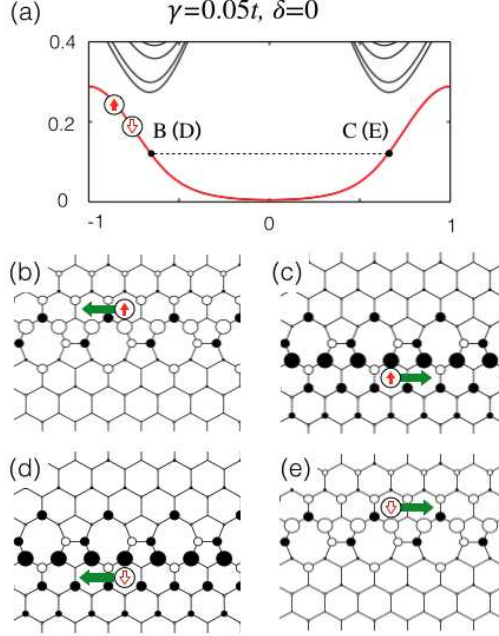 (a) γ=0.05t, δ=0
0.4
B (D) C (E)
0.2
0
-1 0 1
(b) (c)
(d) (e)